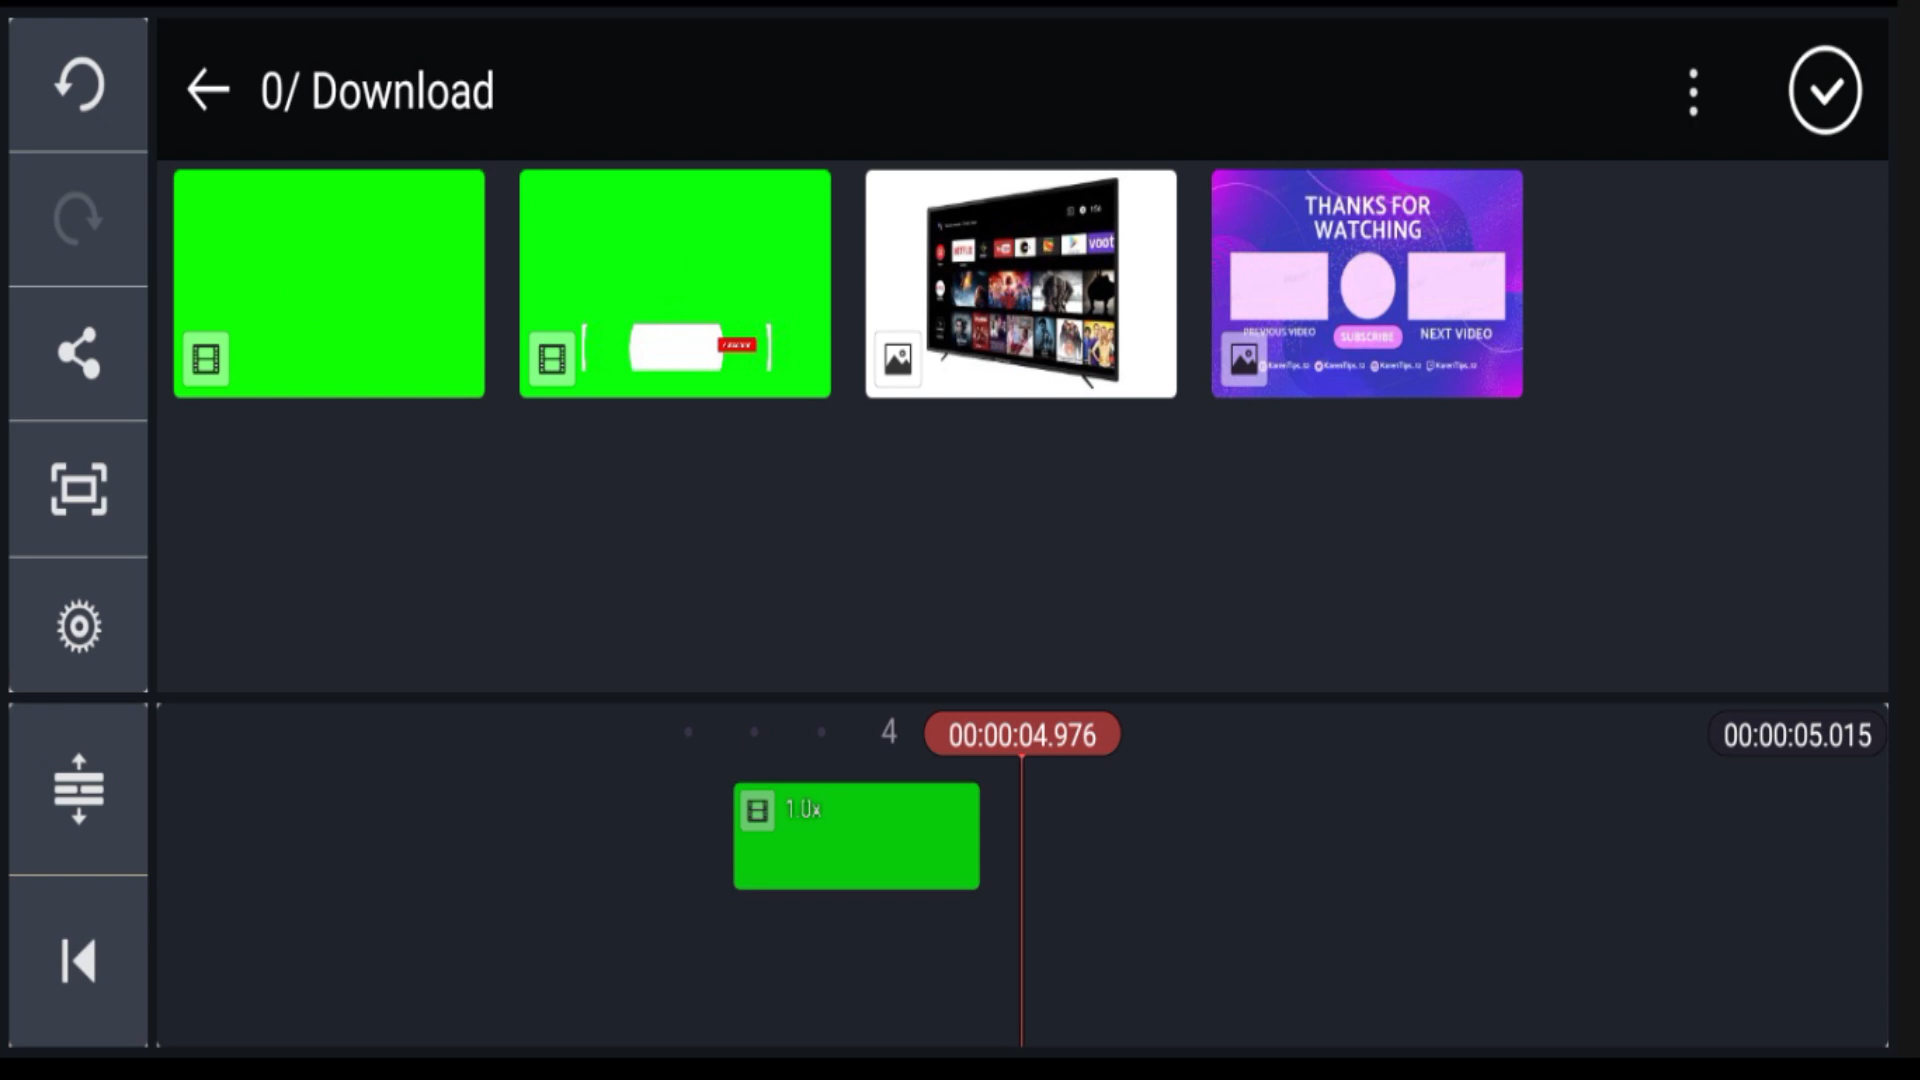 0/ Download
THANKS FOR
WATCHING
PREVIOUS VIDEO
SUBSCRIBE
NEXT VIDEO
NETFLIX
voot
4
00:00:04.976
00:00:05.015
1.0x